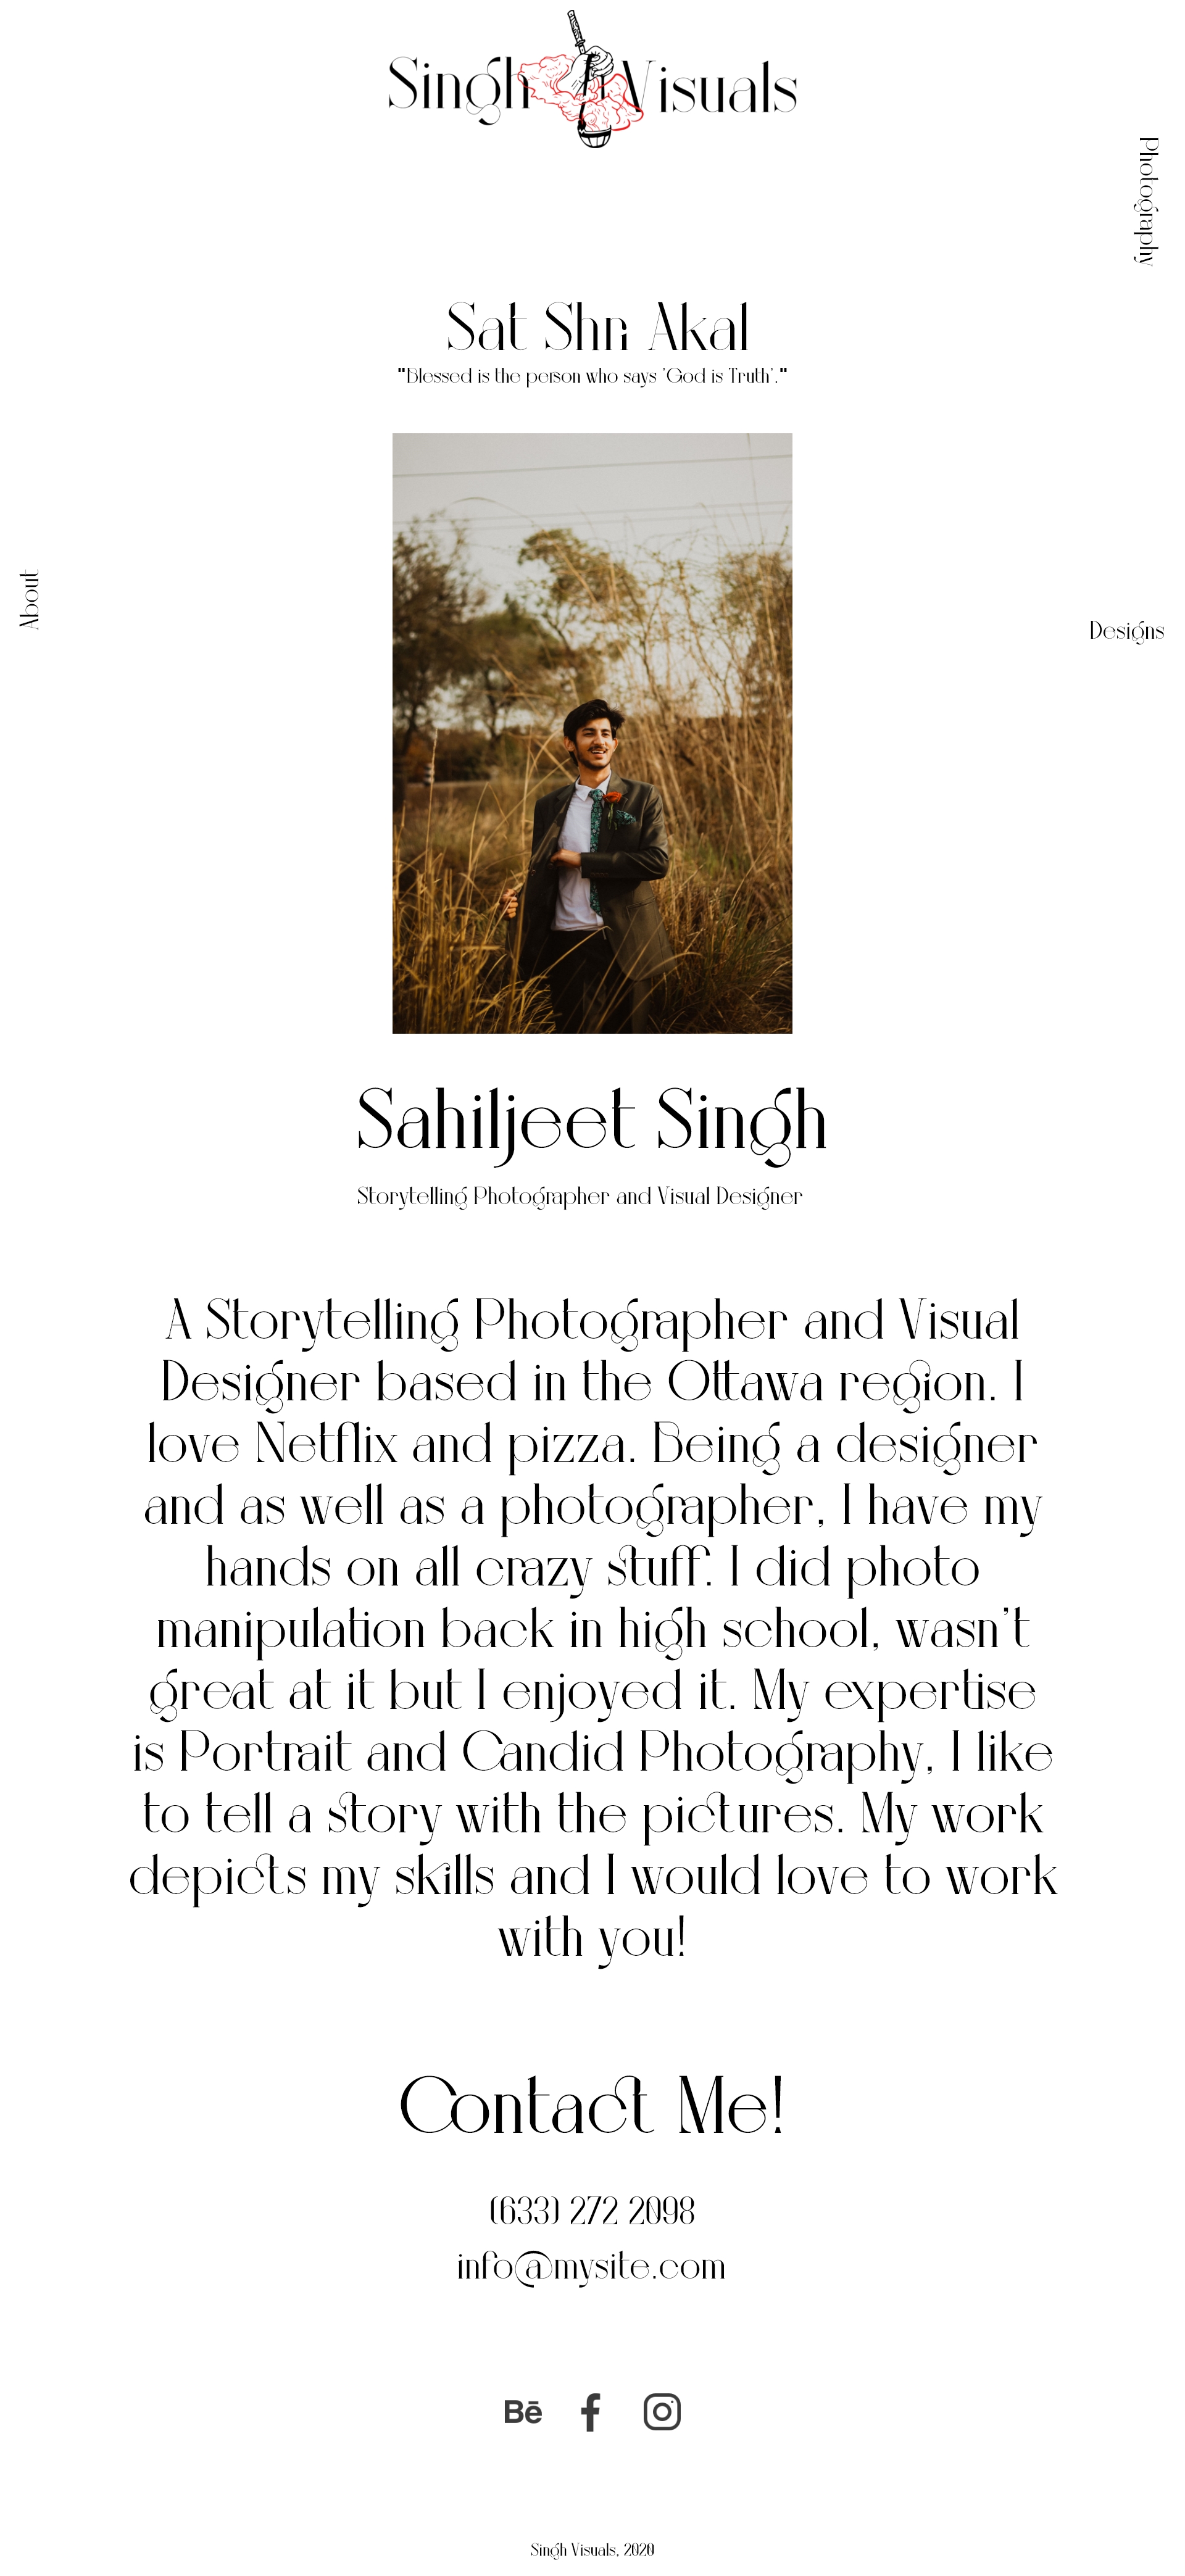 Singh Visuals
Photography
Sat Shri Akal
"Blessed is the person who says 'God is Truth'."
About
Designs
Sahiljeet Singh
Storytelling Photographer and Visual Designer
A Storytelling Photographer and Visual
Designer based in the Ottawa region. I
love Netflix and pizza. Being a designer
and as well as a photographer, I have my
hands on all crazy stuff. I did photo
manipulation back in high school, wasn't
great at it but I enjoyed it. My expertise
is Portrait and Candid Photography, I like
to tell a story with the pictures. My work
depicts my skills and I would love to work
with you!
Contact Me!
(633) 272 2098
info@mysite.com
Bē
Singh Visuals, 2020